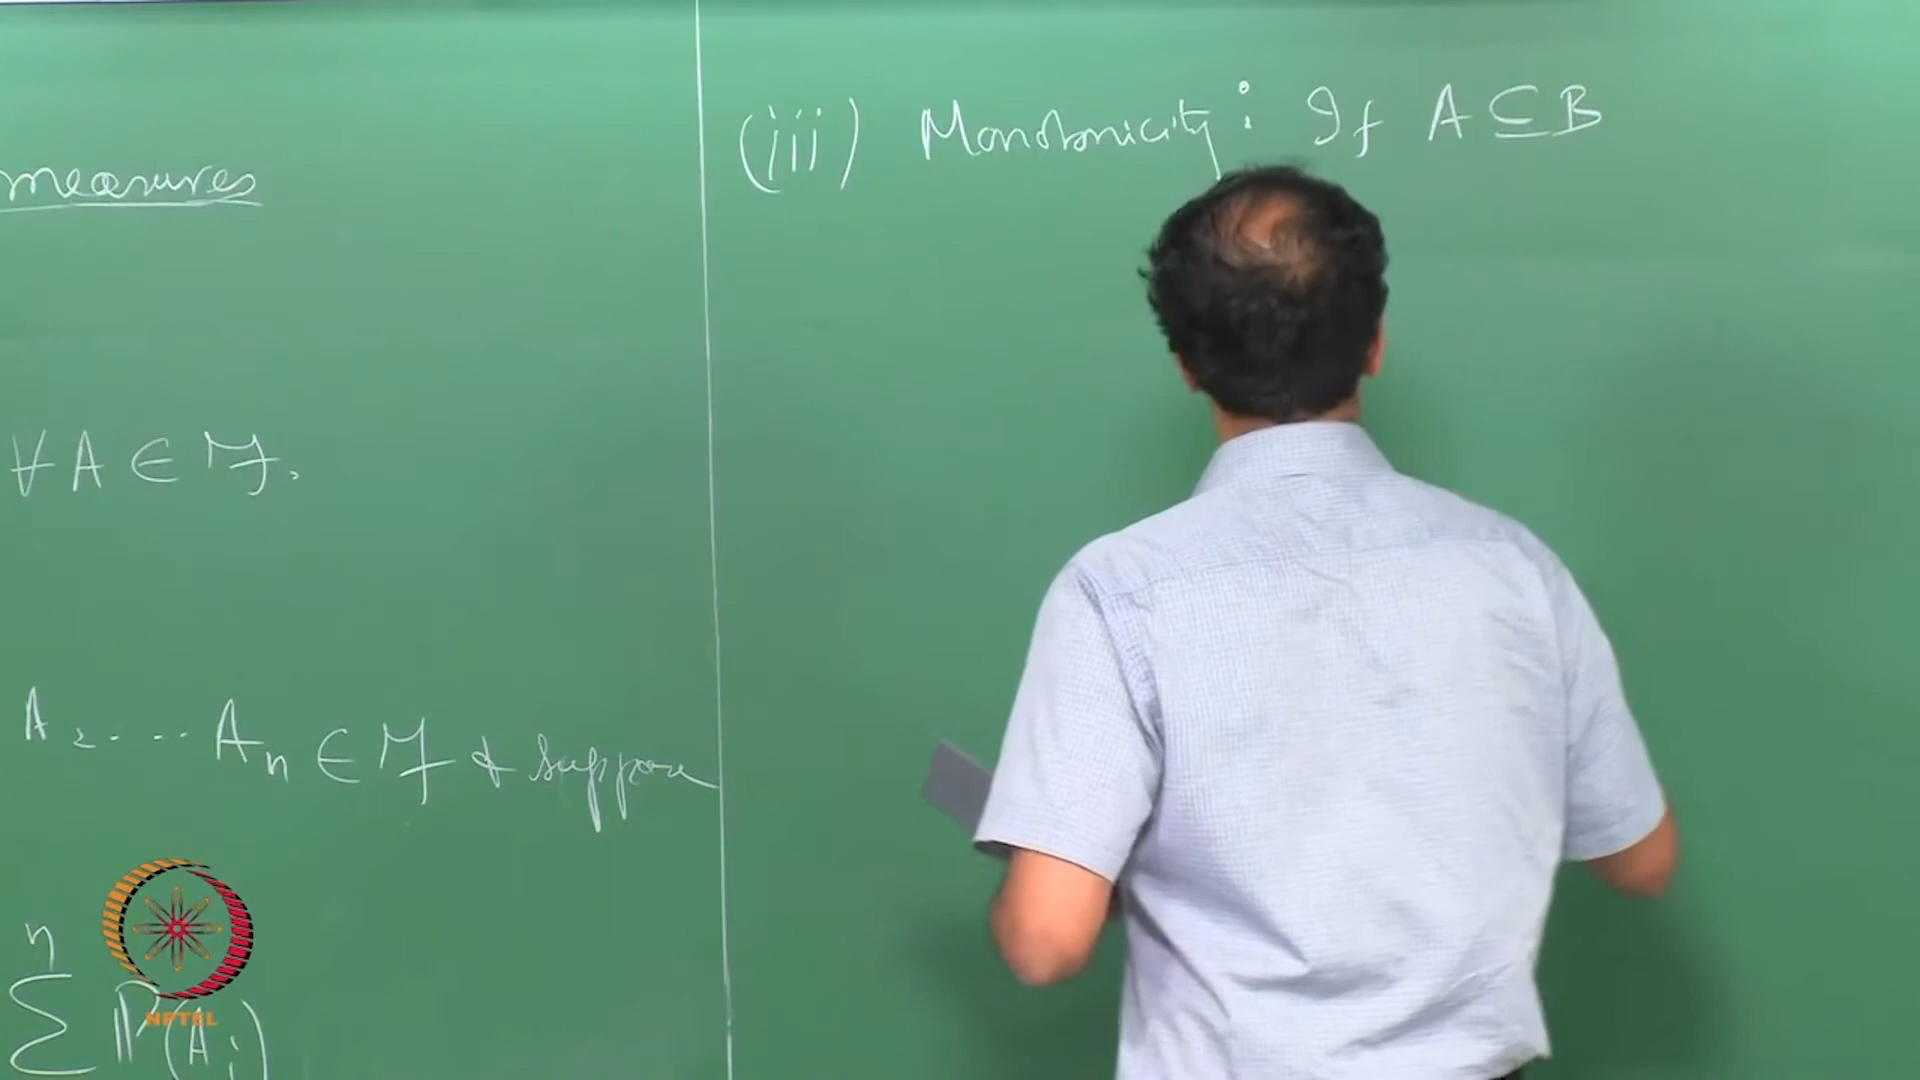 measures
∀ A ∈ ℱ.
A₂ .... Aₙ ∈ ℱ & suppose
n
∑ ℙ(Aᵢ)
(iii) Monotonicity: If A ⊆ B
NPTEL